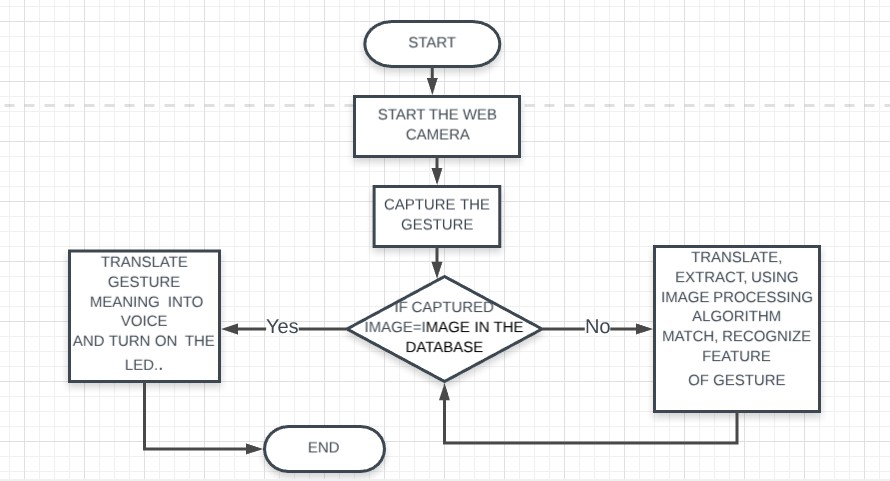 START
START THE WEB
CAMERA
CAPTURE THE
GESTURE
IF CAPTURED
IMAGE=IMAGE IN THE
DATABASE
Yes
No
TRANSLATE
GESTURE
MEANING INTO
VOICE
AND TURN ON THE
LED..
TRANSLATE,
EXTRACT, USING
IMAGE PROCESSING
ALGORITHM
MATCH, RECOGNIZE
FEATURE
OF GESTURE
END